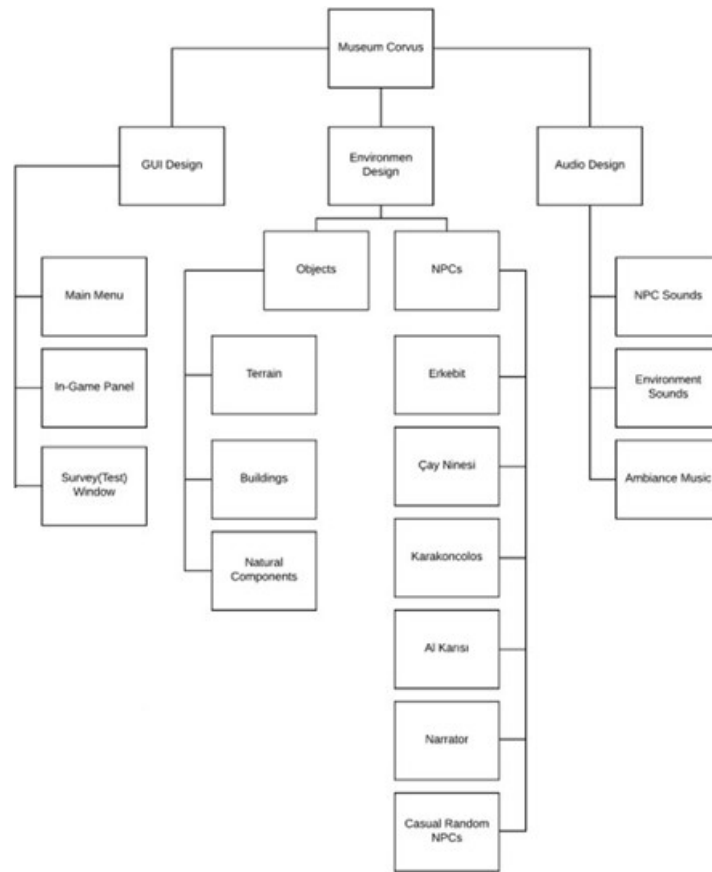 Museum Corvus
GUI Design
Environmen
Design
Audio Design
Objects
NPCs
Main Menu
In-Game Panel
Survey(Test)
Window
Terrain
Buildings
Natural
Components
Erkebit
Çay Ninesi
Karakoncolos
Al Karısı
Narrator
Casual Random
NPCs
NPC Sounds
Environment
Sounds
Ambiance Music